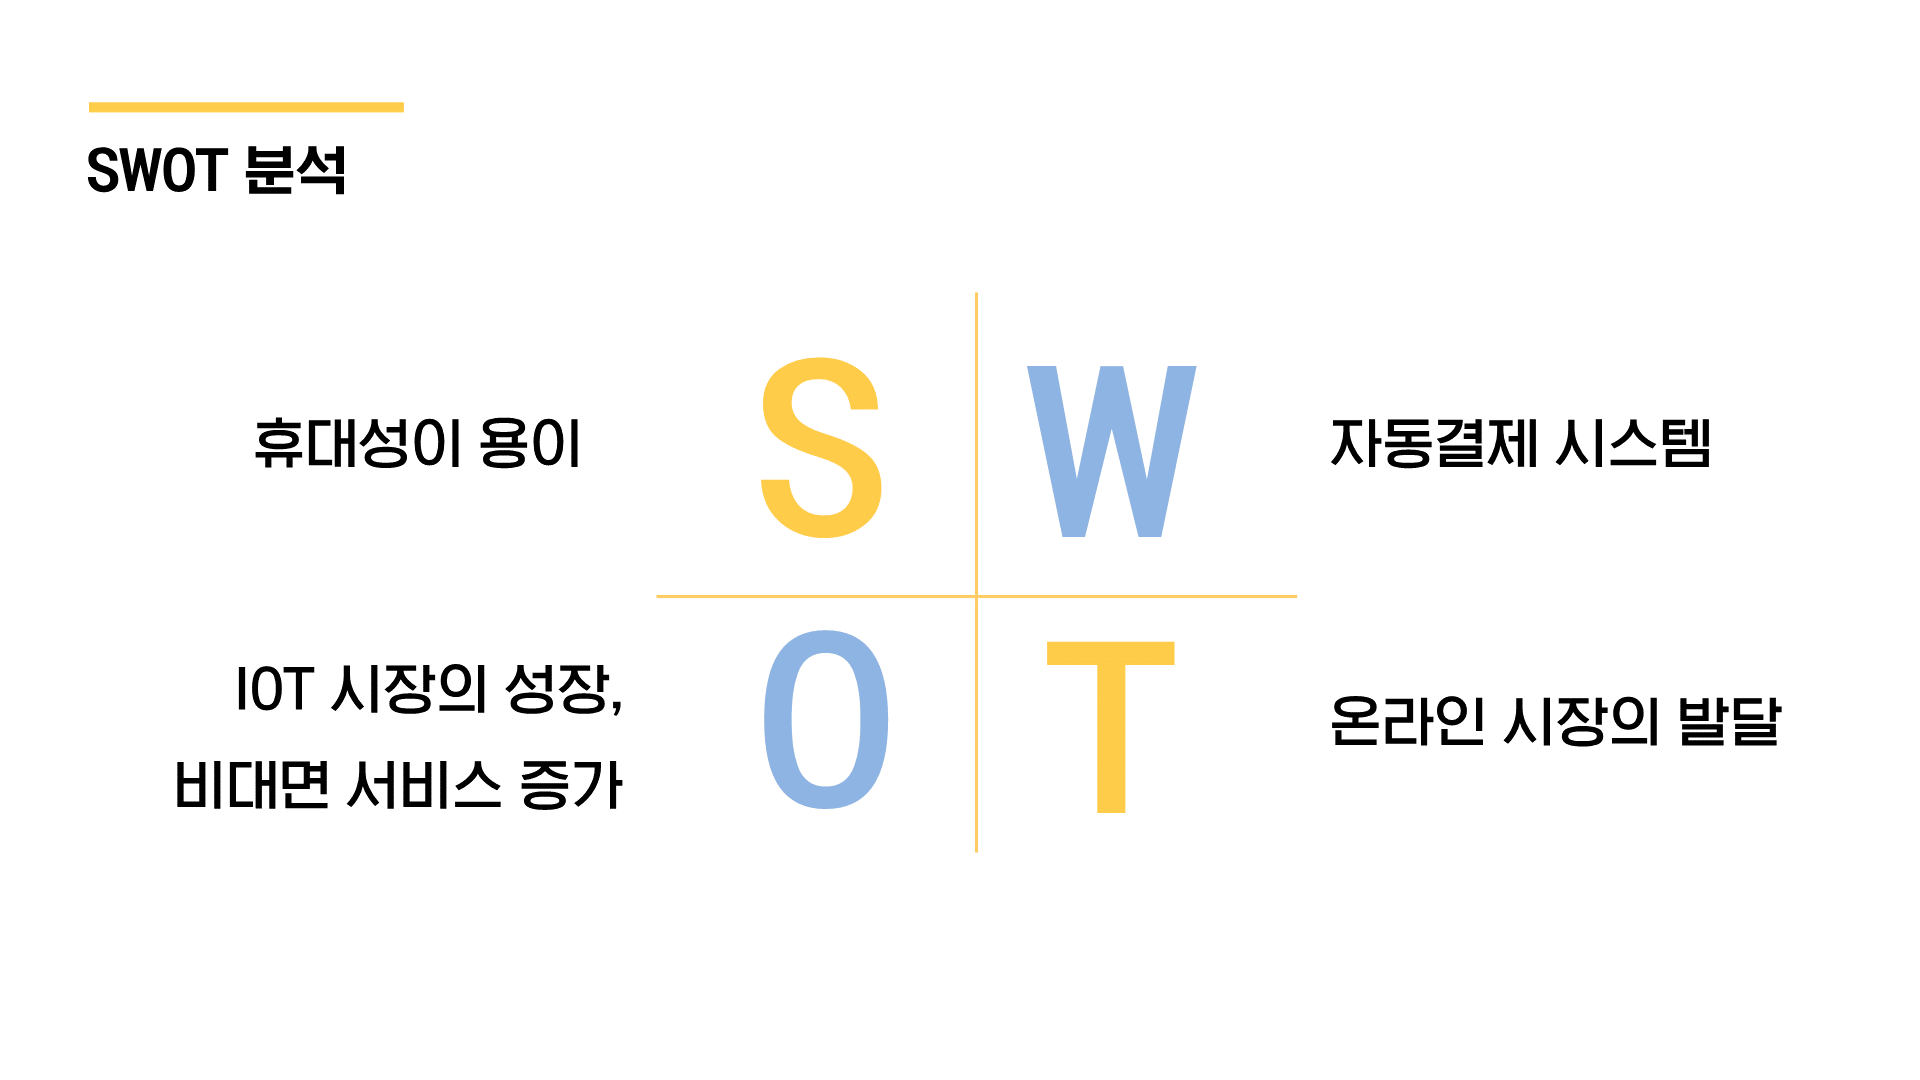 SWOT 분석
휴대성이 용이
S
W
자동결제 시스템
IOT 시장의 성장,
비대면 서비스 증가
O
T
온라인 시장의 발달